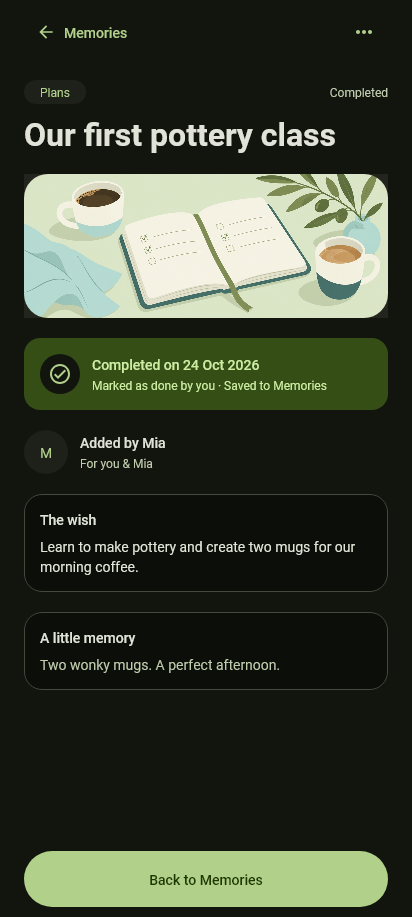 Memories
Plans
Completed
Our first pottery class
Completed on 24 Oct 2026
Marked as done by you · Saved to Memories
M
Added by Mia
For you & Mia
The wish
Learn to make pottery and create two mugs for our
morning coffee.
A little memory
Two wonky mugs. A perfect afternoon.
Back to Memories